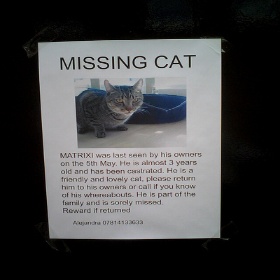 MISSING CAT
MATRIXI was last seen by his owners
on the 5th May. He is almost 3 years
old and has been castrated. He is a
friendly and lovely cat, please return
him to his owners or call if you know
of his whereabouts. He is part of the
family and is sorely missed.
Reward if returned
Alejandra 07814133633